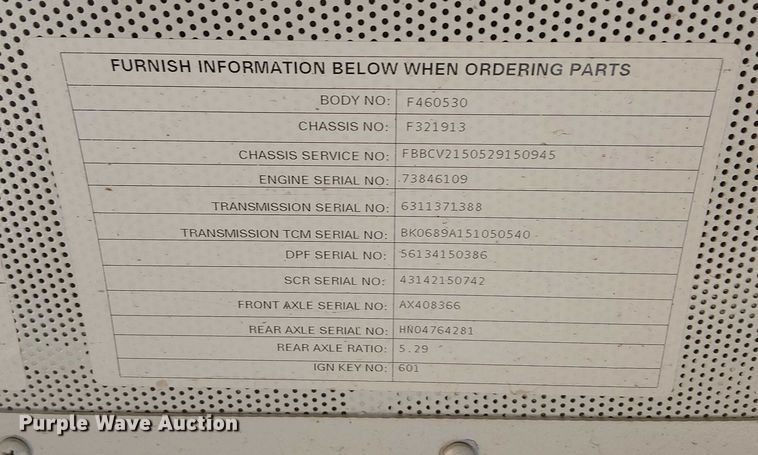 FURNISH INFORMATION BELOW WHEN ORDERING PARTS
BODY NO: F460530
CHASSIS NO: F321913
CHASSIS SERVICE NO: FBBCV2150529150945
ENGINE SERIAL NO: 73846109
TRANSMISSION SERIAL NO: 6311371388
TRANSMISSION TCM SERIAL NO: BK0689A151050540
DPF SERIAL NO: 56134150386
SCR SERIAL NO: 43142150742
FRONT AXLE SERIAL NO: AX408366
REAR AXLE SERIAL NO: HN04764281
REAR AXLE RATIO: 5.29
IGN KEY NO: 601
Purple Wave Auction